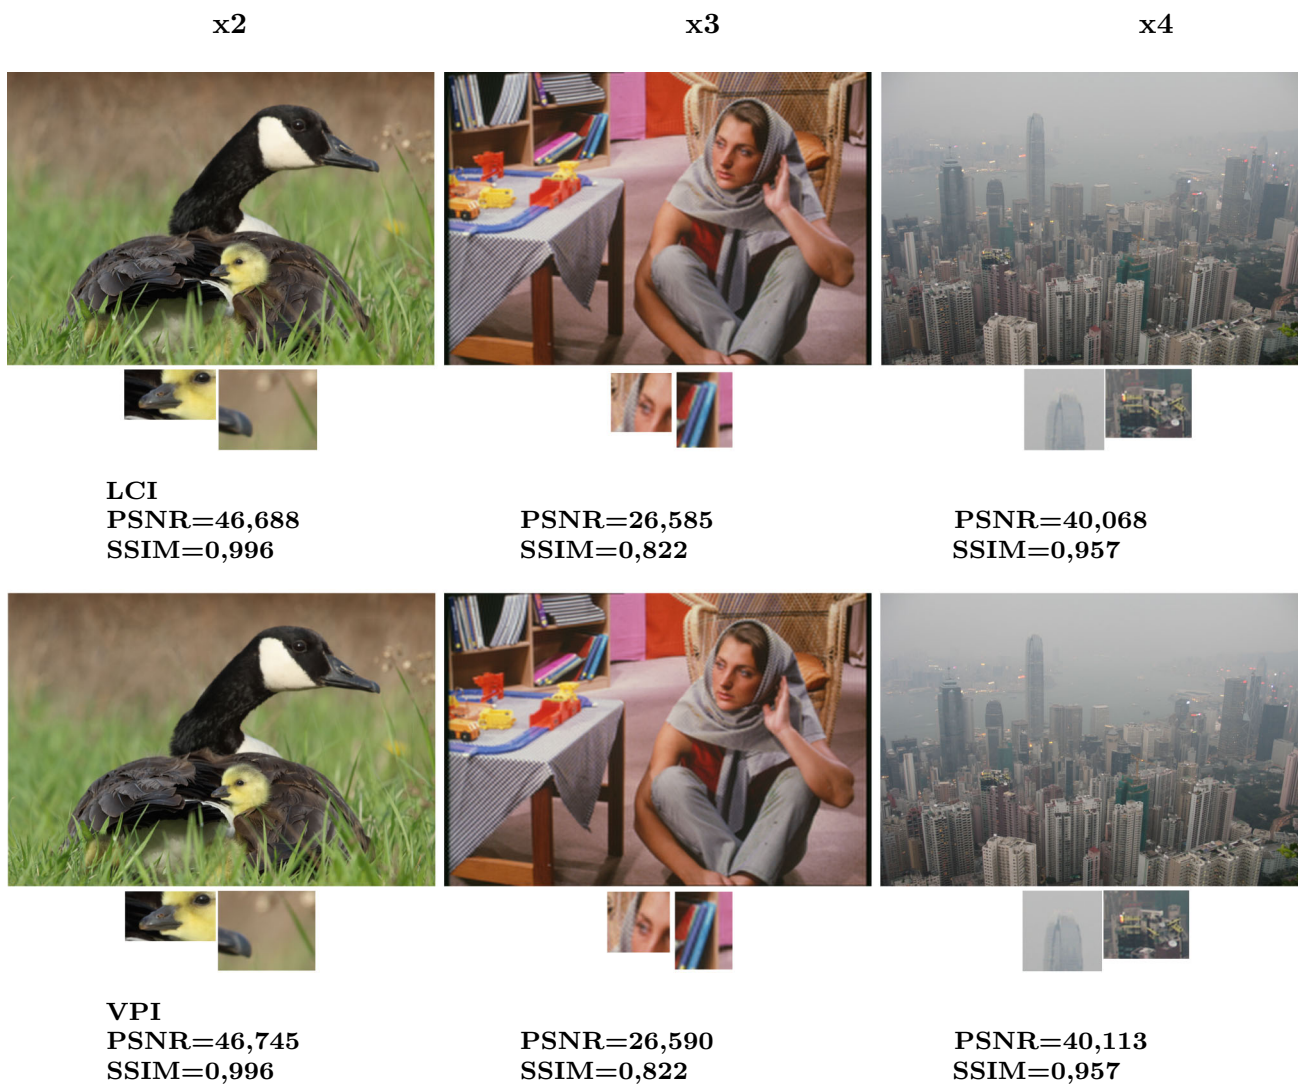 x2 x3 x4
LCI
PSNR=46,688 PSNR=26,585 PSNR=40,068
SSIM=0,996 SSIM=0,822 SSIM=0,957
VPI
PSNR=46,745 PSNR=26,590 PSNR=40,113
SSIM=0,996 SSIM=0,822 SSIM=0,957